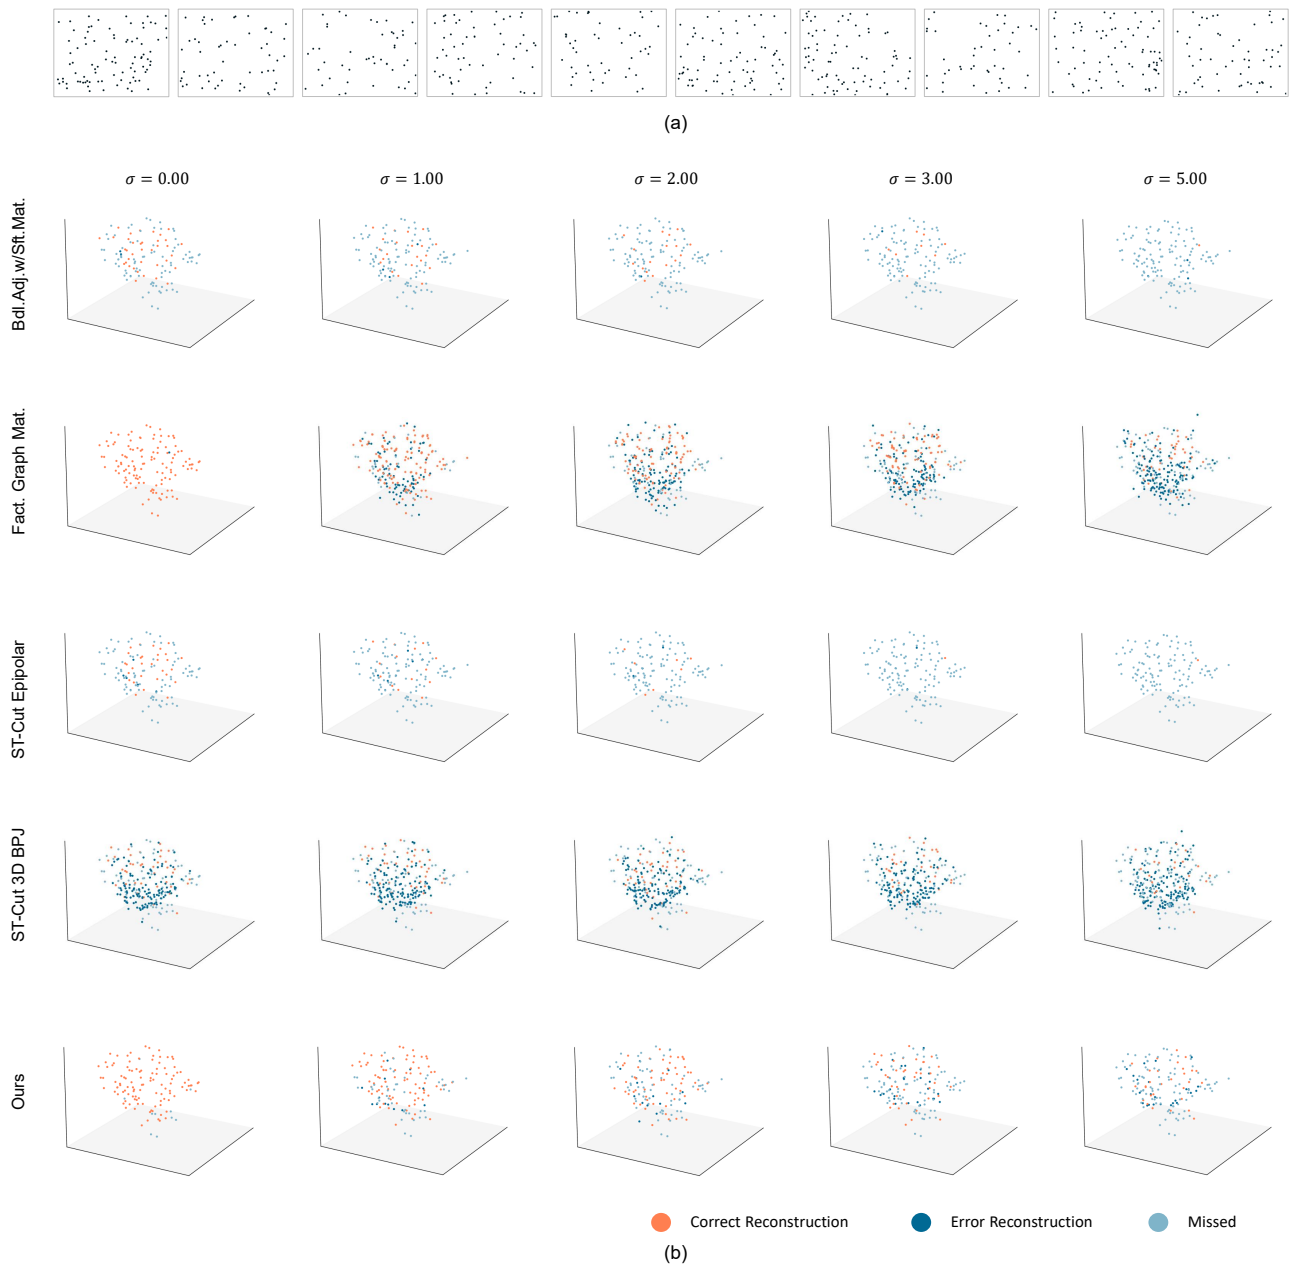 (a)
σ = 0.00
σ = 1.00
σ = 2.00
σ = 3.00
σ = 5.00
Bdl.Adj.w/Sft.Mat.
Fact. Graph Mat.
ST-Cut Epipolar
ST-Cut 3D BPJ
Ours
Correct Reconstruction
Error Reconstruction
Missed
(b)